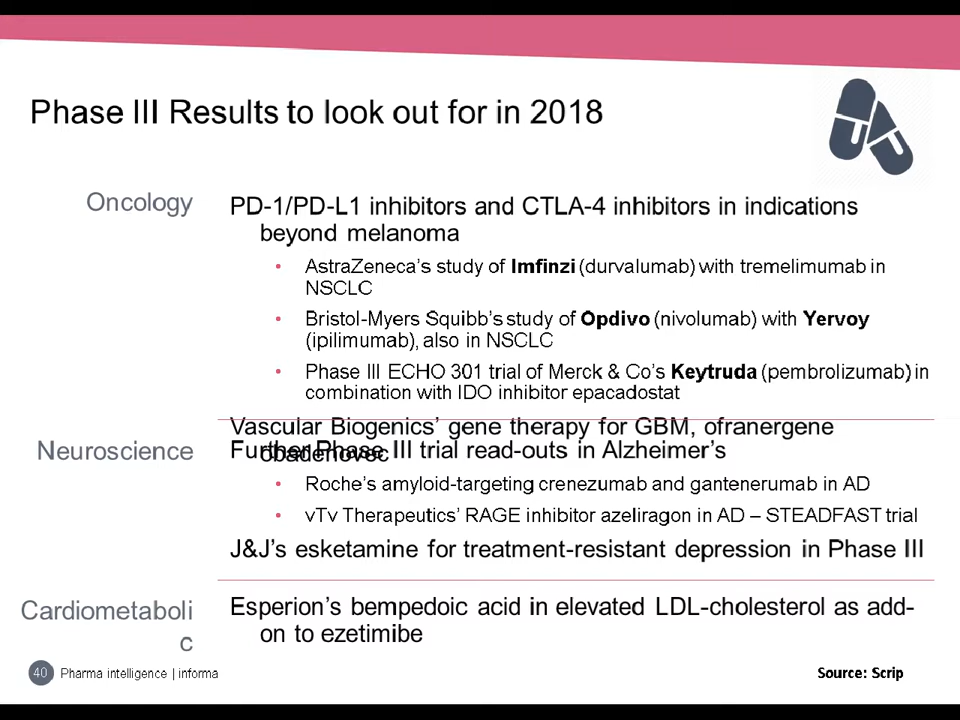 Phase III Results to look out for in 2018
Oncology
PD-1/PD-L1 inhibitors and CTLA-4 inhibitors in indications
beyond melanoma
• AstraZeneca's study of Imfinzi (durvalumab) with tremelimumab in
NSCLC
• Bristol-Myers Squibb's study of Opdivo (nivolumab) with Yervoy
(ipilimumab), also in NSCLC
• Phase III ECHO 301 trial of Merck & Co's Keytruda (pembrolizumab) in
combination with IDO inhibitor epacadostat
Vascular Biogenics' gene therapy for GBM, ofranergene
obadenovec
Neuroscience
Further Phase III trial read-outs in Alzheimer's
• Roche's amyloid-targeting crenezumab and gantenerumab in AD
• vTv Therapeutics' RAGE inhibitor azeliragon in AD – STEADFAST trial
J&J's esketamine for treatment-resistant depression in Phase III
Cardiometaboli
c
Esperion's bempedoic acid in elevated LDL-cholesterol as add-
on to ezetimibe
40 Pharma intelligence | informa
Source: Scrip